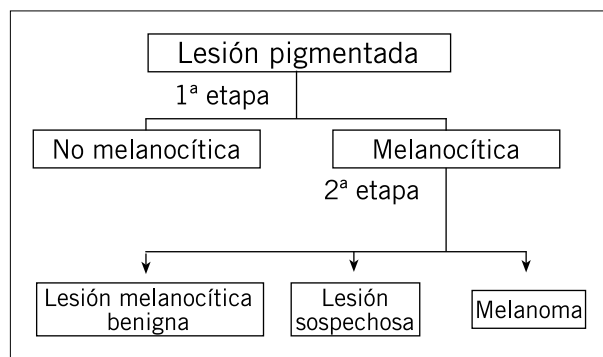 Lesión pigmentada
1ª etapa
No melanocítica
Melanocítica
2ª etapa
Lesión melanocítica
benigna
Lesión
sospechosa
Melanoma